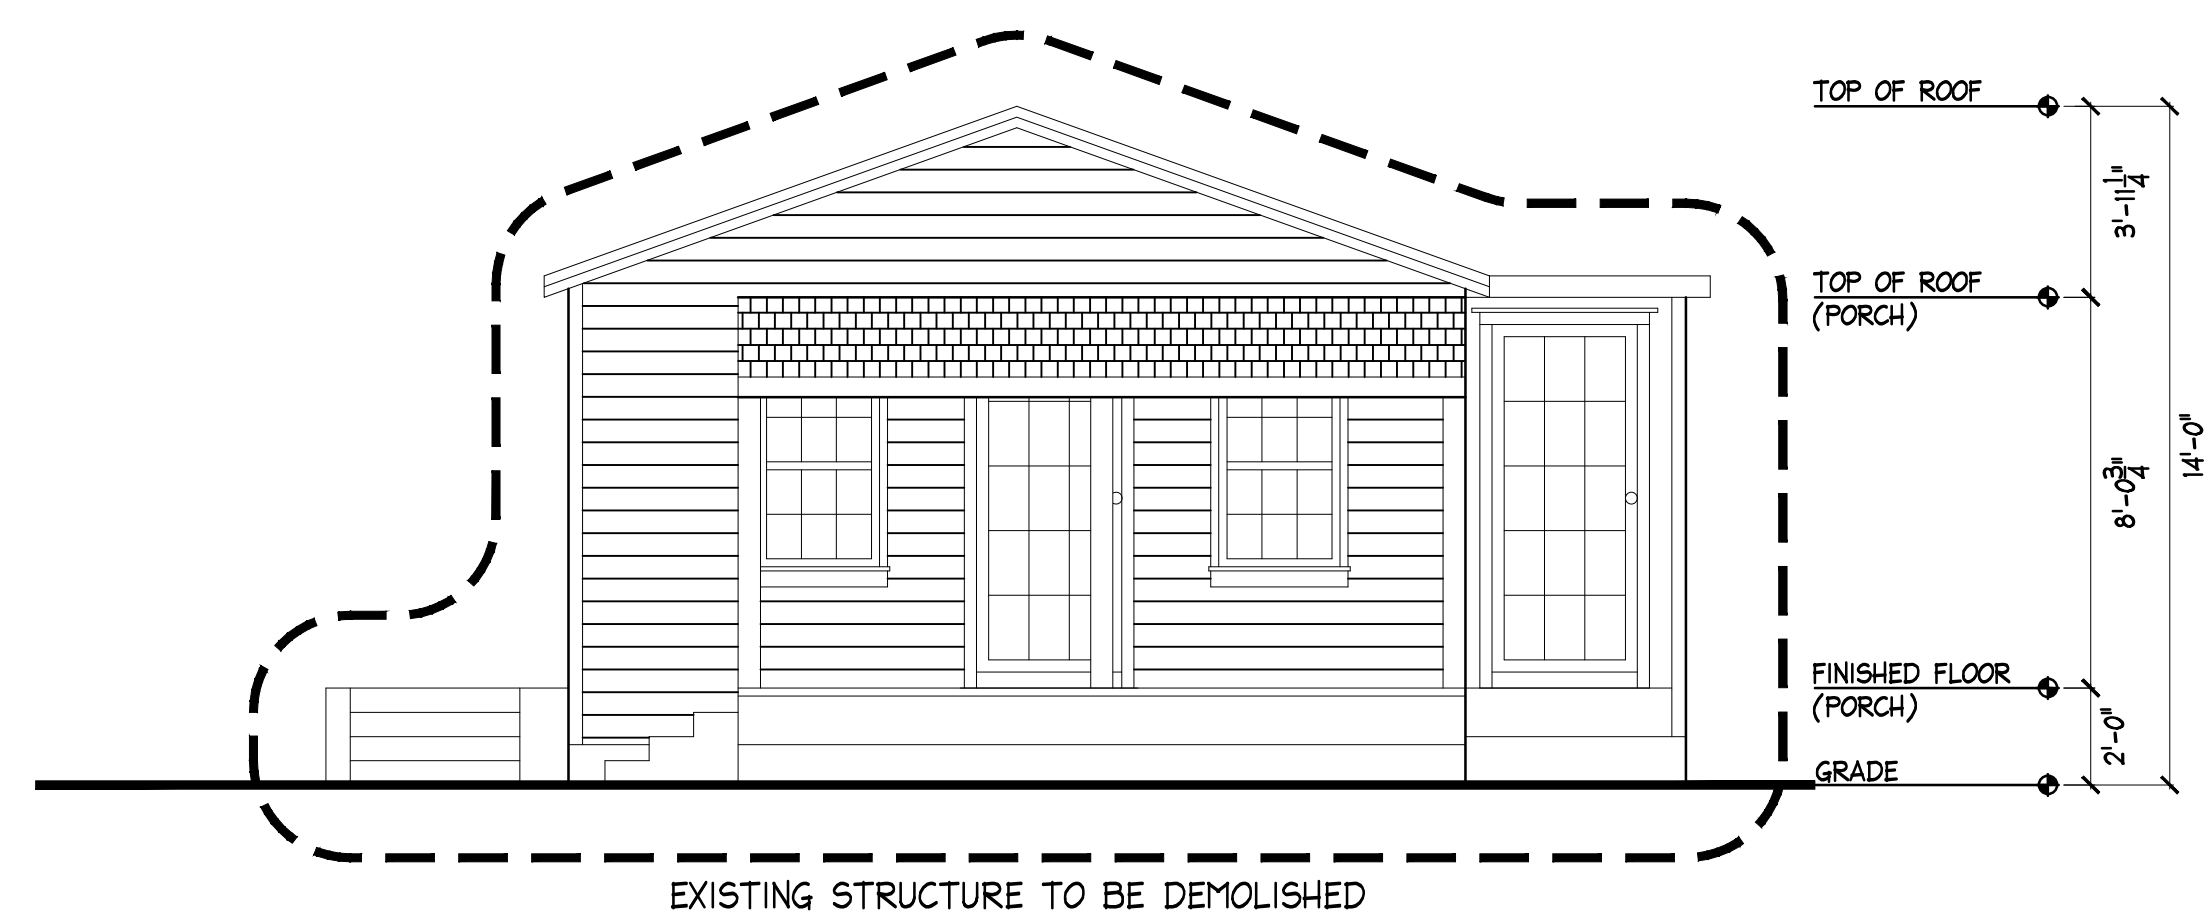 TOP OF ROOF
3'-11 1/4"
TOP OF ROOF
(PORCH)
14'-0"
8'-0 3/4"
FINISHED FLOOR
(PORCH)
2'-0"
GRADE
EXISTING STRUCTURE TO BE DEMOLISHED